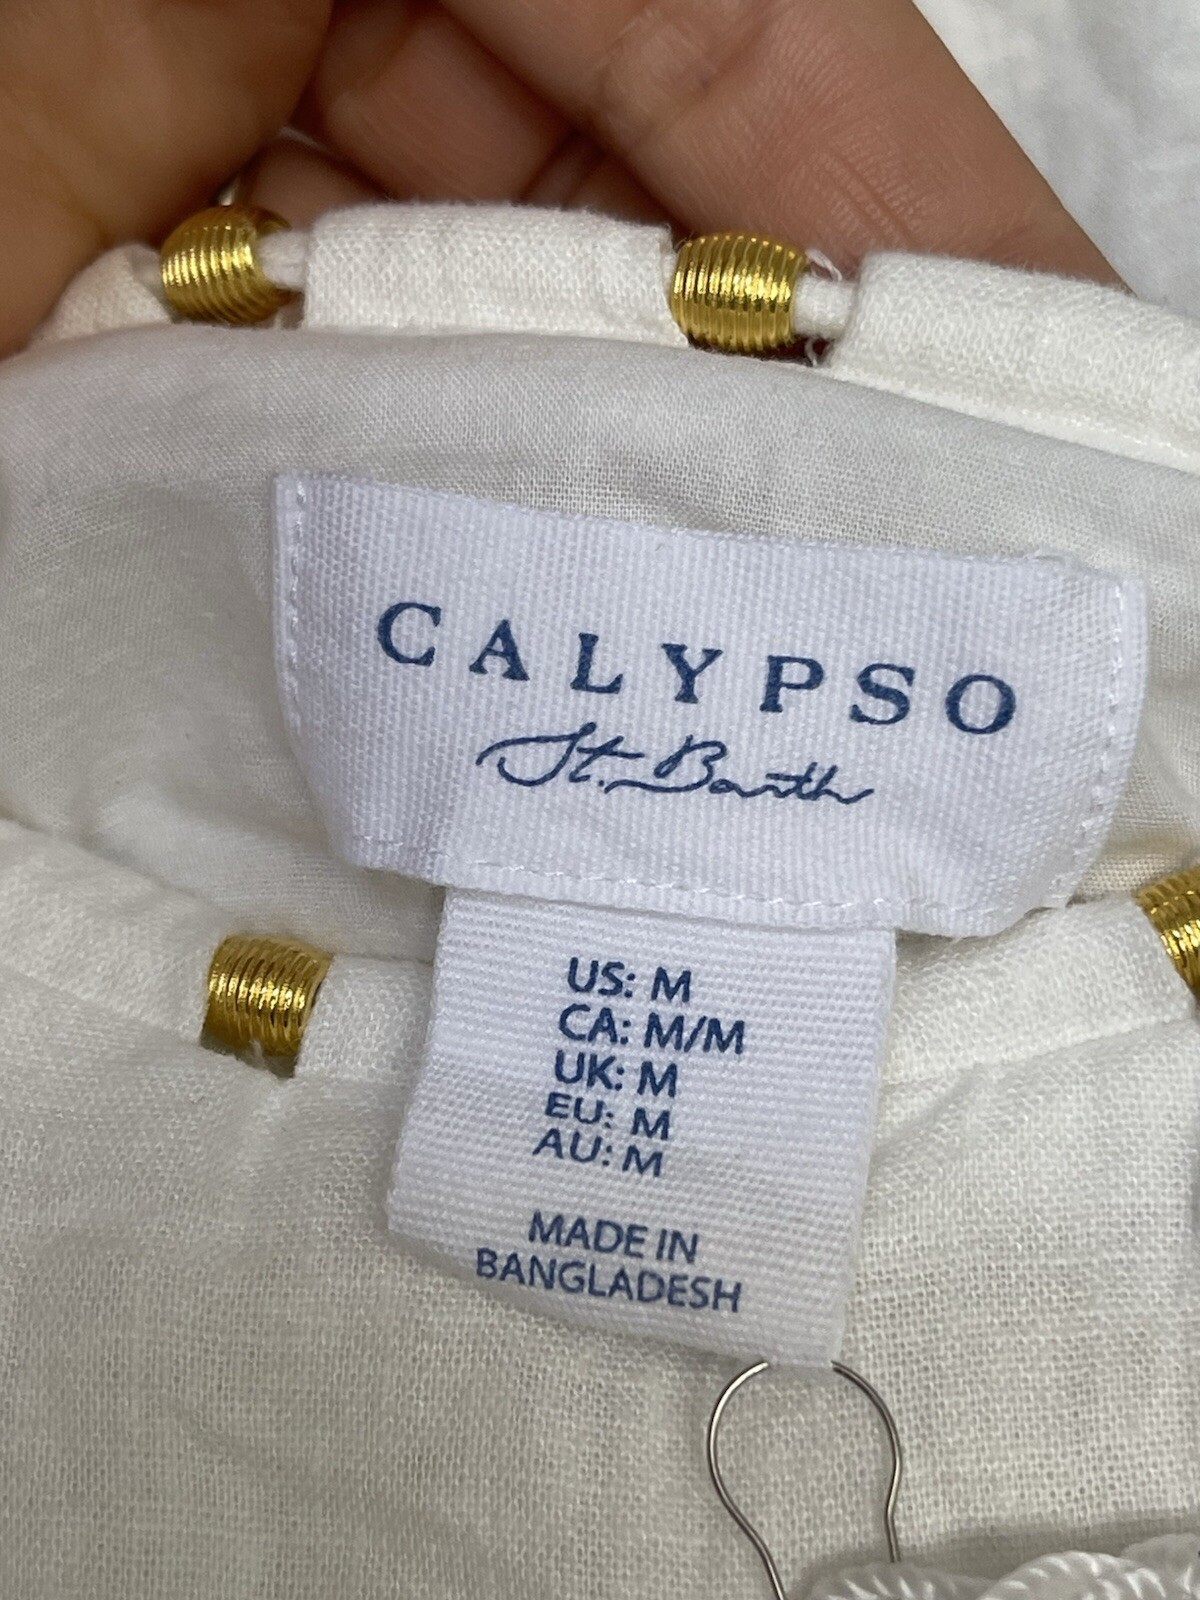 CALYPSO
St. Barth
US: M
CA: M/M
UK: M
EU: M
AU: M
MADE IN
BANGLADESH